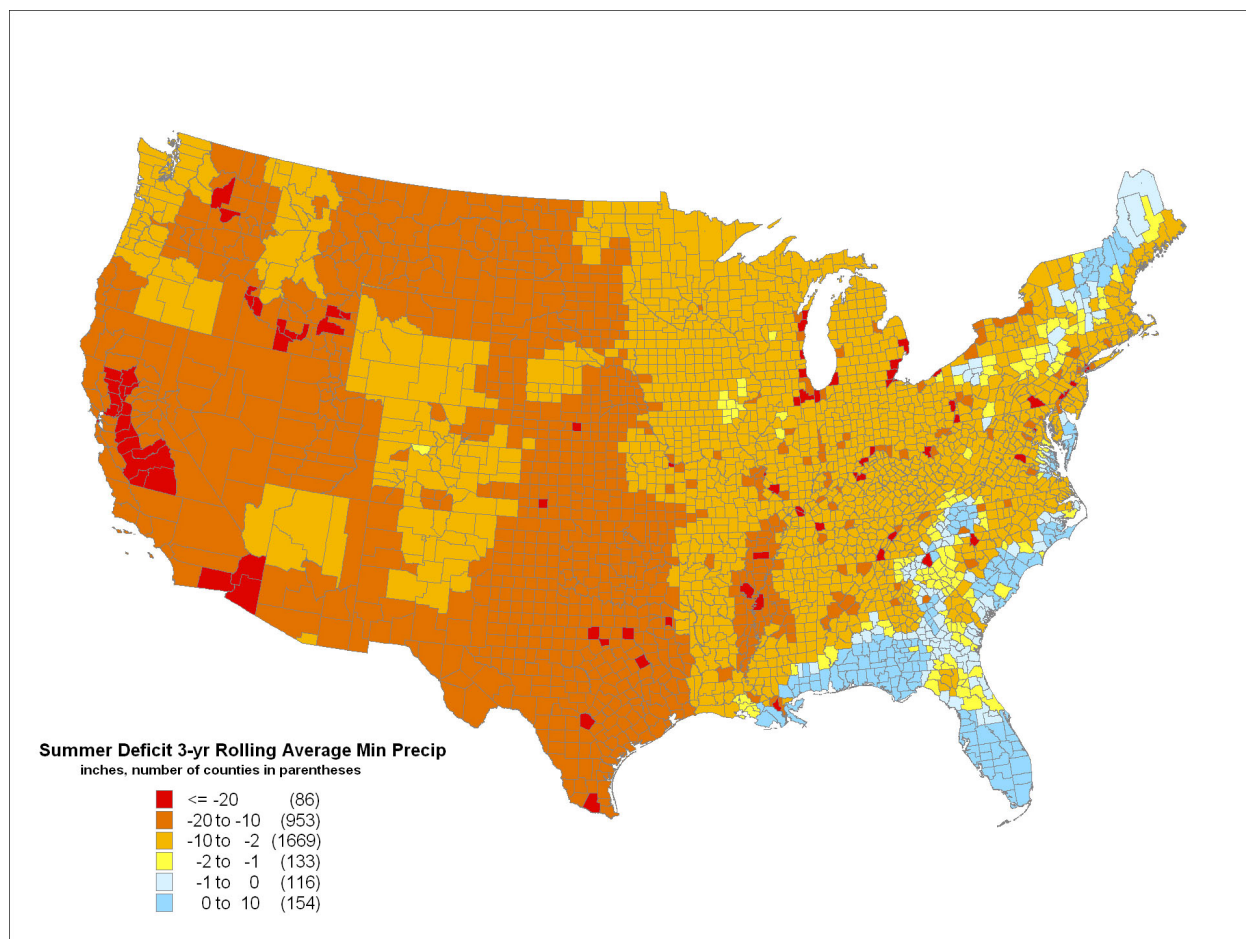 Summer Deficit 3-yr Rolling Average Min Precip
inches, number of counties in parentheses
<= -20 (86)
-20 to -10 (953)
-10 to -2 (1669)
-2 to -1 (133)
-1 to 0 (116)
0 to 10 (154)